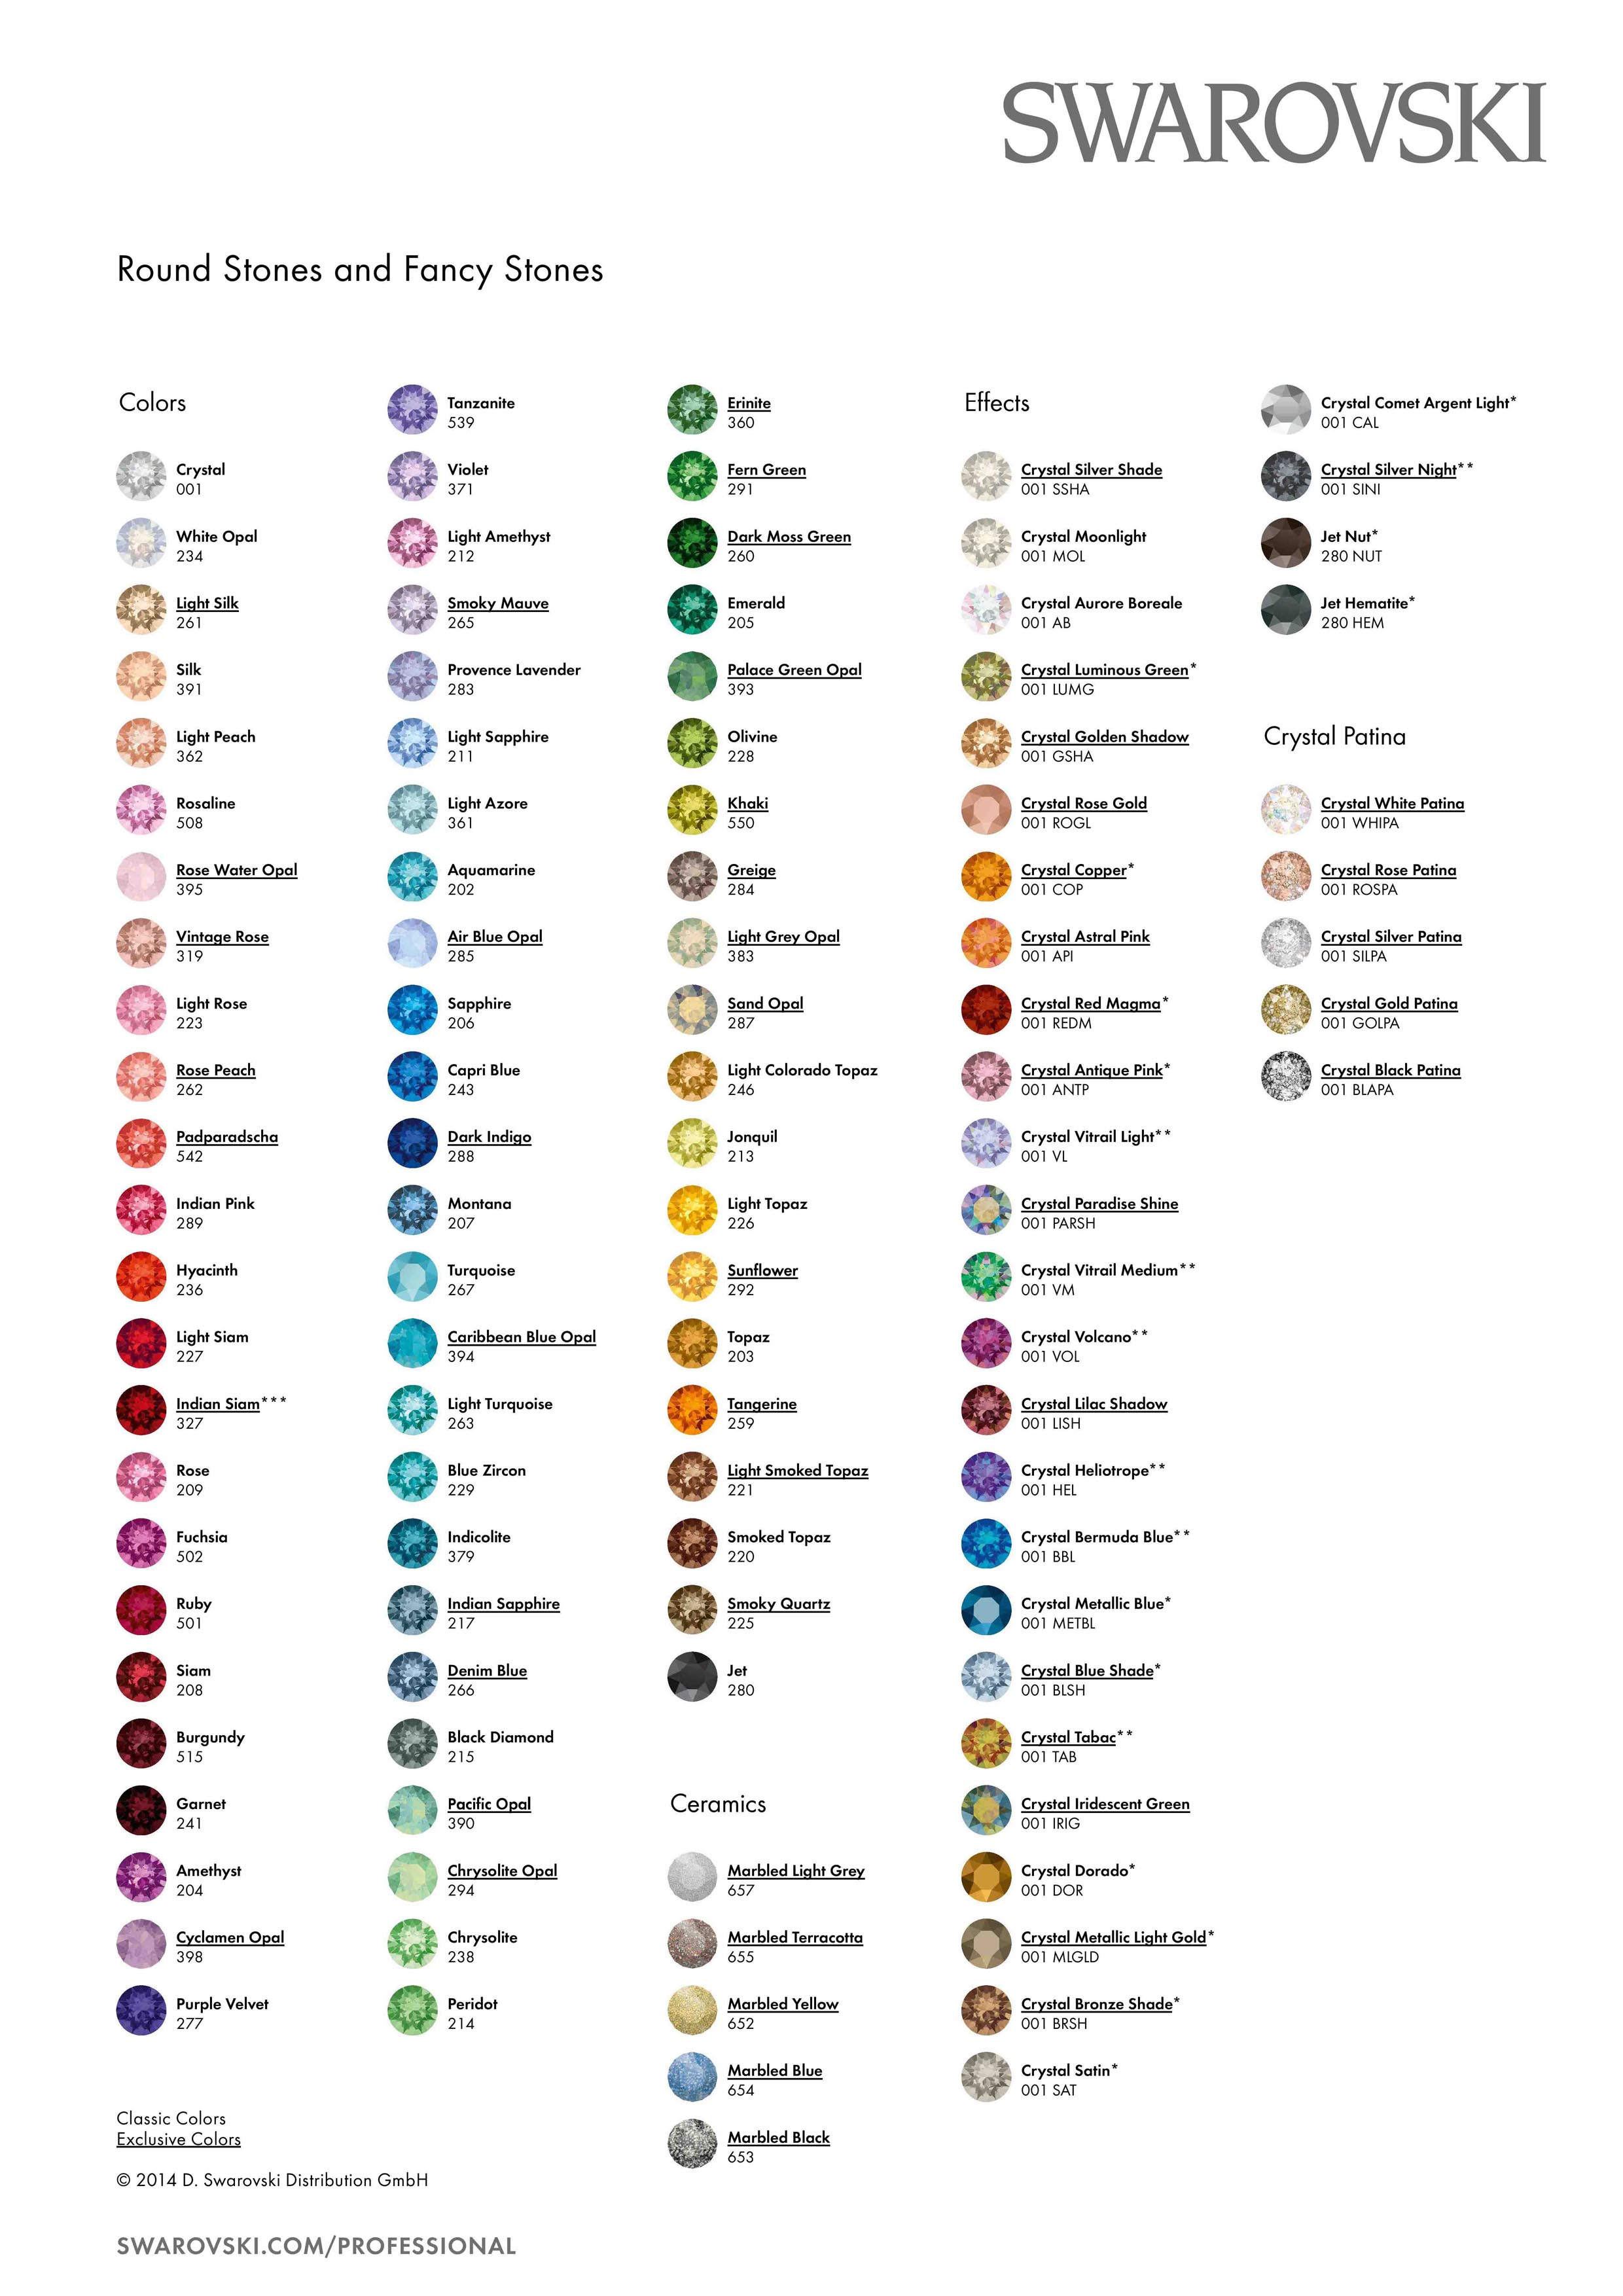 SWAROVSKI
Round Stones and Fancy Stones
Colors
Crystal
001
White Opal
234
Light Silk
261
Silk
391
Light Peach
362
Rosaline
508
Rose Water Opal
395
Vintage Rose
319
Light Rose
223
Rose Peach
262
Padparadscha
542
Indian Pink
289
Hyacinth
236
Light Siam
227
Indian Siam***
327
Rose
209
Fuchsia
502
Ruby
501
Siam
208
Burgundy
515
Garnet
241
Amethyst
204
Cyclamen Opal
398
Purple Velvet
277
Tanzanite
539
Violet
371
Light Amethyst
212
Smoky Mauve
265
Provence Lavender
283
Light Sapphire
211
Light Azore
361
Aquamarine
202
Air Blue Opal
285
Sapphire
206
Capri Blue
243
Dark Indigo
288
Montana
207
Turquoise
267
Caribbean Blue Opal
394
Light Turquoise
263
Blue Zircon
229
Indicolite
379
Indian Sapphire
217
Denim Blue
266
Black Diamond
215
Pacific Opal
390
Chrysolite Opal
294
Chrysolite
238
Peridot
214
Erinite
360
Fern Green
291
Dark Moss Green
260
Emerald
205
Palace Green Opal
393
Olivine
228
Khaki
550
Greige
284
Light Grey Opal
383
Sand Opal
287
Light Colorado Topaz
246
Jonquil
213
Light Topaz
226
Sunflower
292
Topaz
203
Tangerine
259
Light Smoked Topaz
221
Smoked Topaz
220
Smoky Quartz
225
Jet
280
Ceramics
Marbled Light Grey
657
Marbled Terracotta
655
Marbled Yellow
652
Marbled Blue
654
Marbled Black
653
Effects
Crystal Silver Shade
001 SSHA
Crystal Moonlight
001 MOL
Crystal Aurore Boreale
001 AB
Crystal Luminous Green*
001 LUMG
Crystal Golden Shadow
001 GSHA
Crystal Rose Gold
001 ROGL
Crystal Copper*
001 COP
Crystal Astral Pink
001 API
Crystal Red Magma*
001 REDM
Crystal Antique Pink*
001 ANTP
Crystal Vitrail Light**
001 VL
Crystal Paradise Shine
001 PARSH
Crystal Vitrail Medium**
001 VM
Crystal Volcano**
001 VOL
Crystal Lilac Shadow
001 LISH
Crystal Heliotrope**
001 HEL
Crystal Bermuda Blue**
001 BBL
Crystal Metallic Blue*
001 METBL
Crystal Blue Shade*
001 BLSH
Crystal Tabac**
001 TAB
Crystal Iridescent Green
001 IRIG
Crystal Dorado*
001 DOR
Crystal Metallic Light Gold*
001 MLGLD
Crystal Bronze Shade*
001 BRSH
Crystal Satin*
001 SAT
Crystal Comet Argent Light*
001 CAL
Crystal Silver Night**
001 SINI
Jet Nut*
280 NUT
Jet Hematite*
280 HEM
Crystal Patina
Crystal White Patina
001 WHIPA
Crystal Rose Patina
001 ROSPA
Crystal Silver Patina
001 SILPA
Crystal Gold Patina
001 GOLPA
Crystal Black Patina
001 BLAPA
Classic Colors
Exclusive Colors
© 2014 D. Swarovski Distribution GmbH
SWAROVSKI.COM/PROFESSIONAL